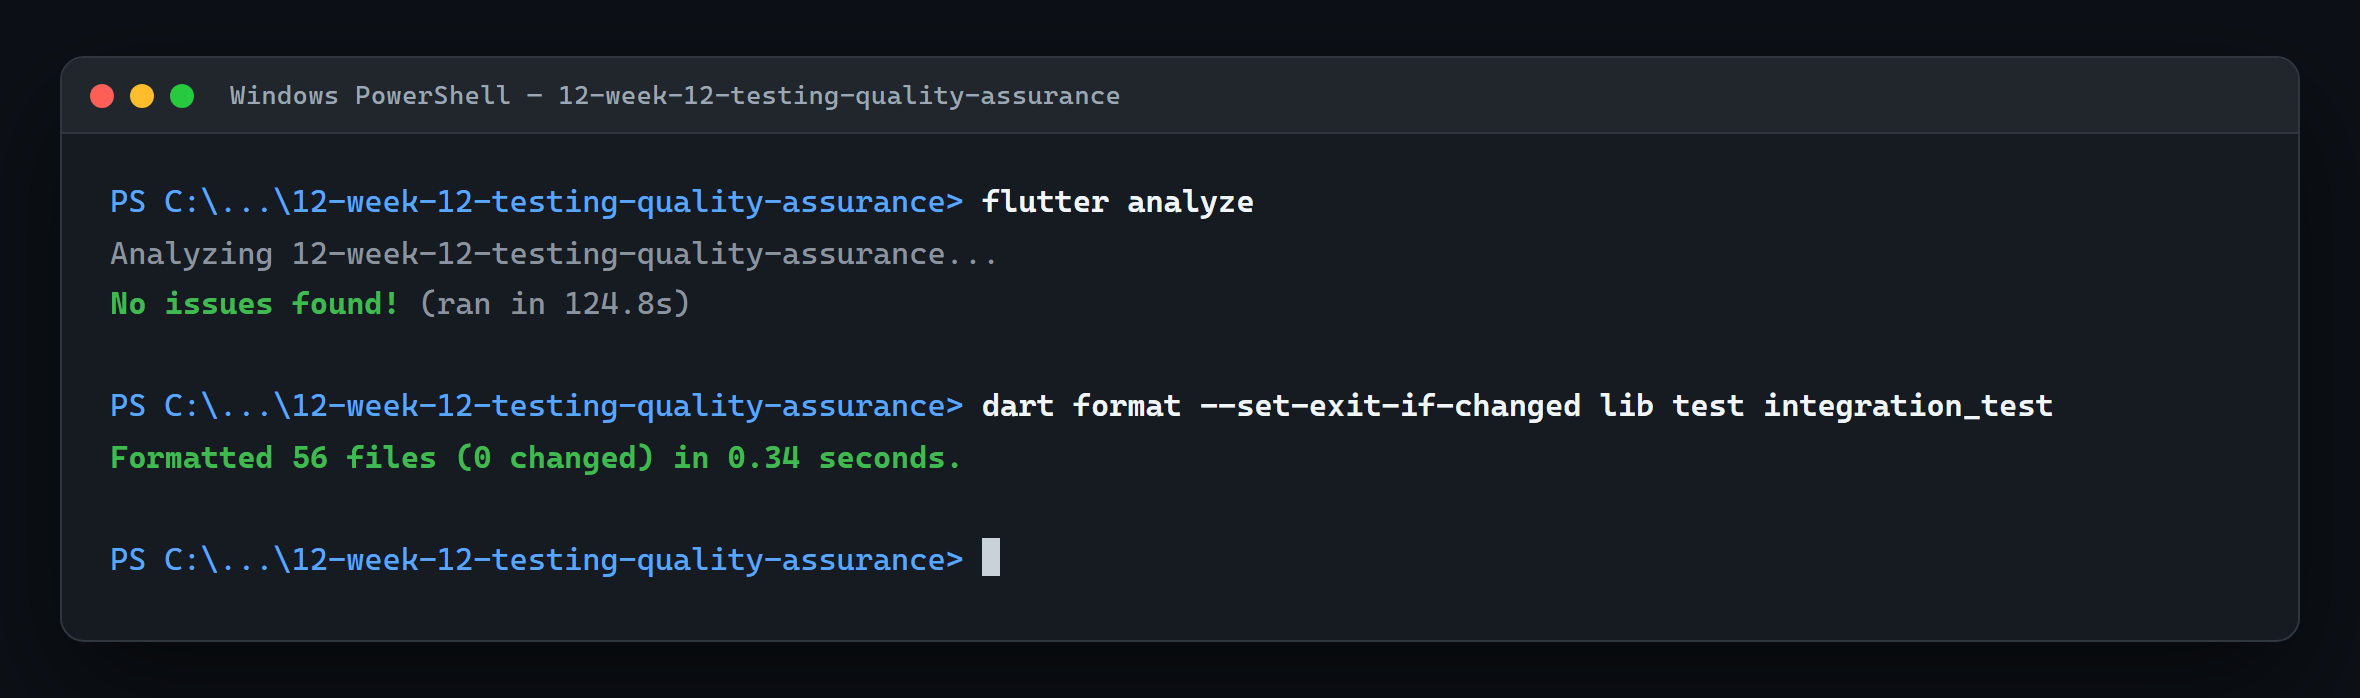 Windows PowerShell - 12-week-12-testing-quality-assurance
PS C:\...\12-week-12-testing-quality-assurance> flutter analyze
Analyzing 12-week-12-testing-quality-assurance...
No issues found! (ran in 124.8s)
PS C:\...\12-week-12-testing-quality-assurance> dart format --set-exit-if-changed lib test integration_test
Formatted 56 files (0 changed) in 0.34 seconds.
PS C:\...\12-week-12-testing-quality-assurance>